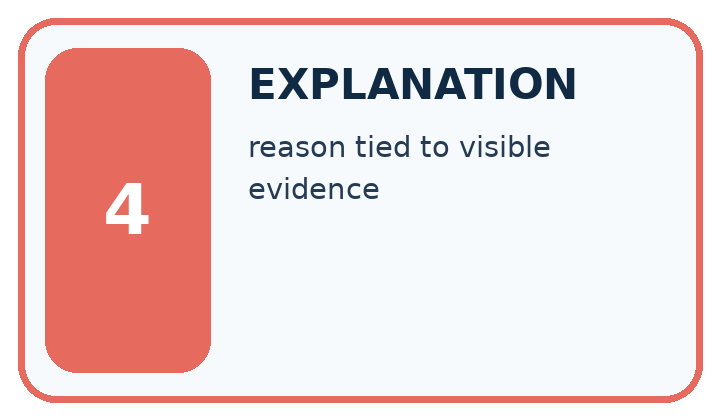 4
EXPLANATION
reason tied to visible
evidence